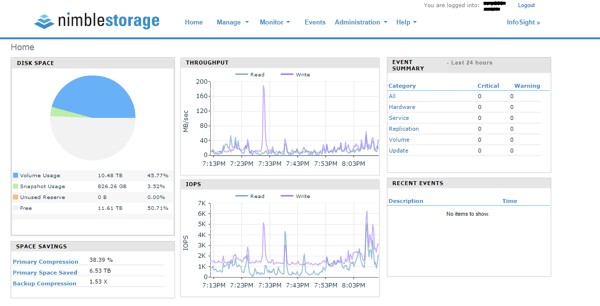 You are logged into:
Logout
nimblestorage
Home Manage Monitor Events Administration Help
InfoSight »
Home
DISK SPACE
Volume Usage 10.48 TB 45.77%
Snapshot Usage 826.26 GB 3.52%
Unused Reserve 0 B 0.00%
Free 11.61 TB 50.71%
SPACE SAVINGS
Primary Compression 38.39 %
Primary Space Saved 6.53 TB
Backup Compression 1.53 X
THROUGHPUT
Read Write
200
160
120
80
40
0
MB/sec
7:13PM 7:23PM 7:33PM 7:43PM 7:53PM 8:03PM
IOPS
Read Write
7K
6K
5K
4K
3K
2K
1K
0
IOPS
7:13PM 7:23PM 7:33PM 7:43PM 7:53PM 8:03PM
EVENT SUMMARY - Last 24 hours
Category Critical Warning
All 0 0
Hardware 0 0
Service 0 0
Replication 0 0
Volume 0 0
Update 0 0
RECENT EVENTS
Description Time
No items to show.